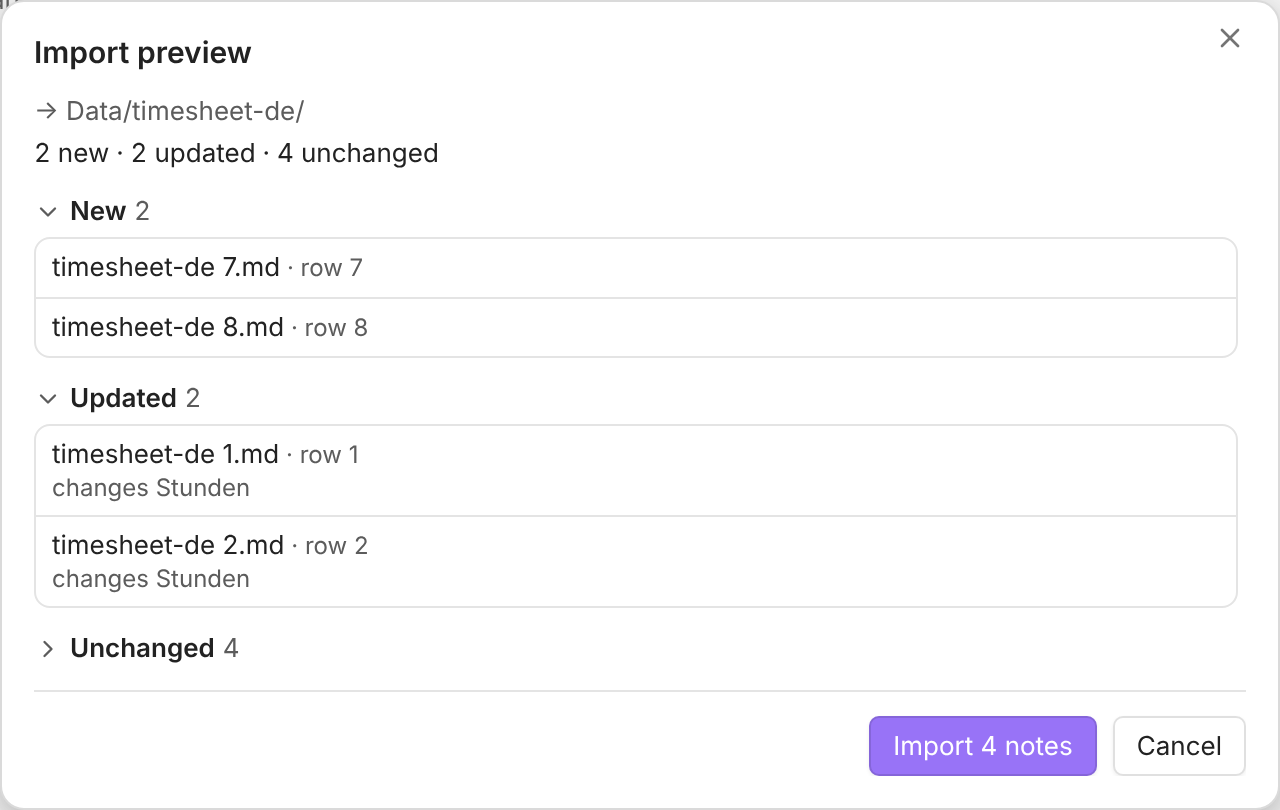 Import preview
→ Data/timesheet-de/
2 new · 2 updated · 4 unchanged
New 2
timesheet-de 7.md · row 7
timesheet-de 8.md · row 8
Updated 2
timesheet-de 1.md · row 1
changes Stunden
timesheet-de 2.md · row 2
changes Stunden
Unchanged 4
Import 4 notes
Cancel